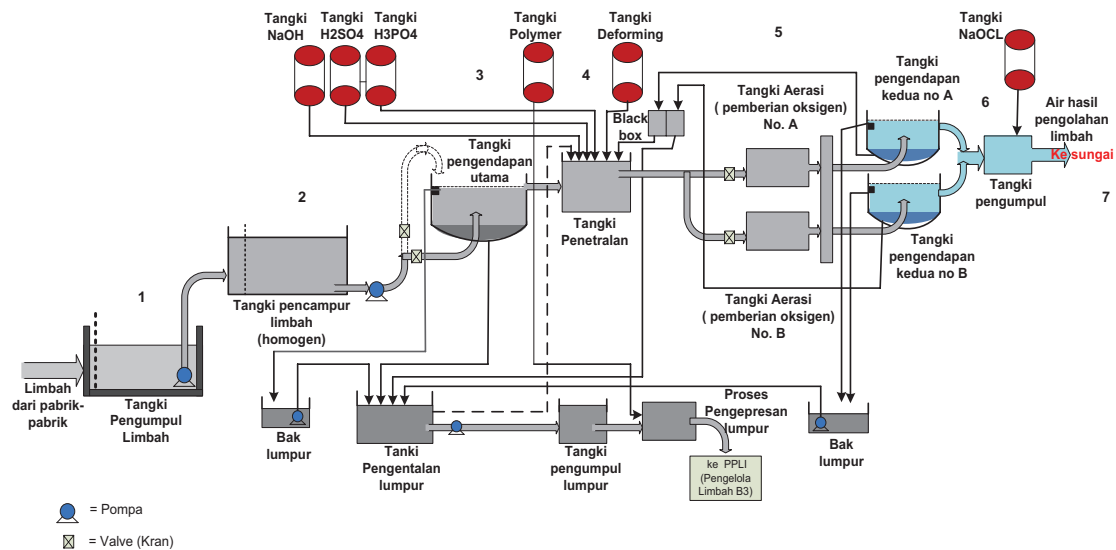 Tangki
NaOH
Tangki
H2SO4
Tangki
H3PO4
Tangki
Polymer
Tangki
Deforming
5
Tangki
pengendapan
kedua no A
6
Tangki
NaOCL
3
4
Black
box
Tangki Aerasi
( pemberian oksigen)
No. A
Air hasil
pengolahan
limbah
Ke sungai
Tangki
pengendapan
utama
2
Tangki
Penetralan
Tangki
pengumpul
7
Tangki
pengendapan
kedua no B
1
Tangki pencampur
limbah
(homogen)
Tangki Aerasi
( pemberian oksigen)
No. B
Limbah
dari pabrik-
pabrik
Tangki
Pengumpul
Limbah
Bak
lumpur
Tanki
Pengentalan
lumpur
Tangki
pengumpul
lumpur
Proses
Pengepresan
lumpur
ke PPLI
(Pengelola
Limbah B3)
Bak
lumpur
= Pompa
= Valve (Kran)